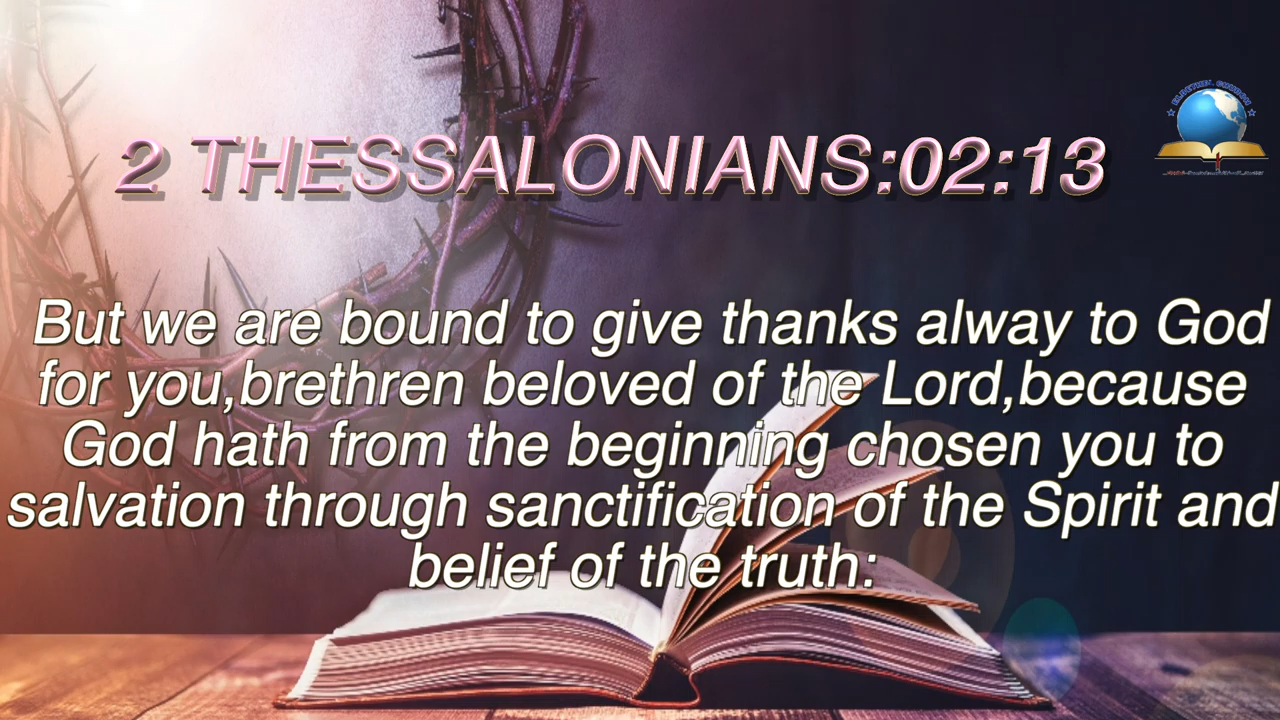 2 THESSALONIANS:02:13
But we are bound to give thanks alway to God
for you,brethren beloved of the Lord,because
God hath from the beginning chosen you to
salvation through sanctification of the Spirit and
belief of the truth: